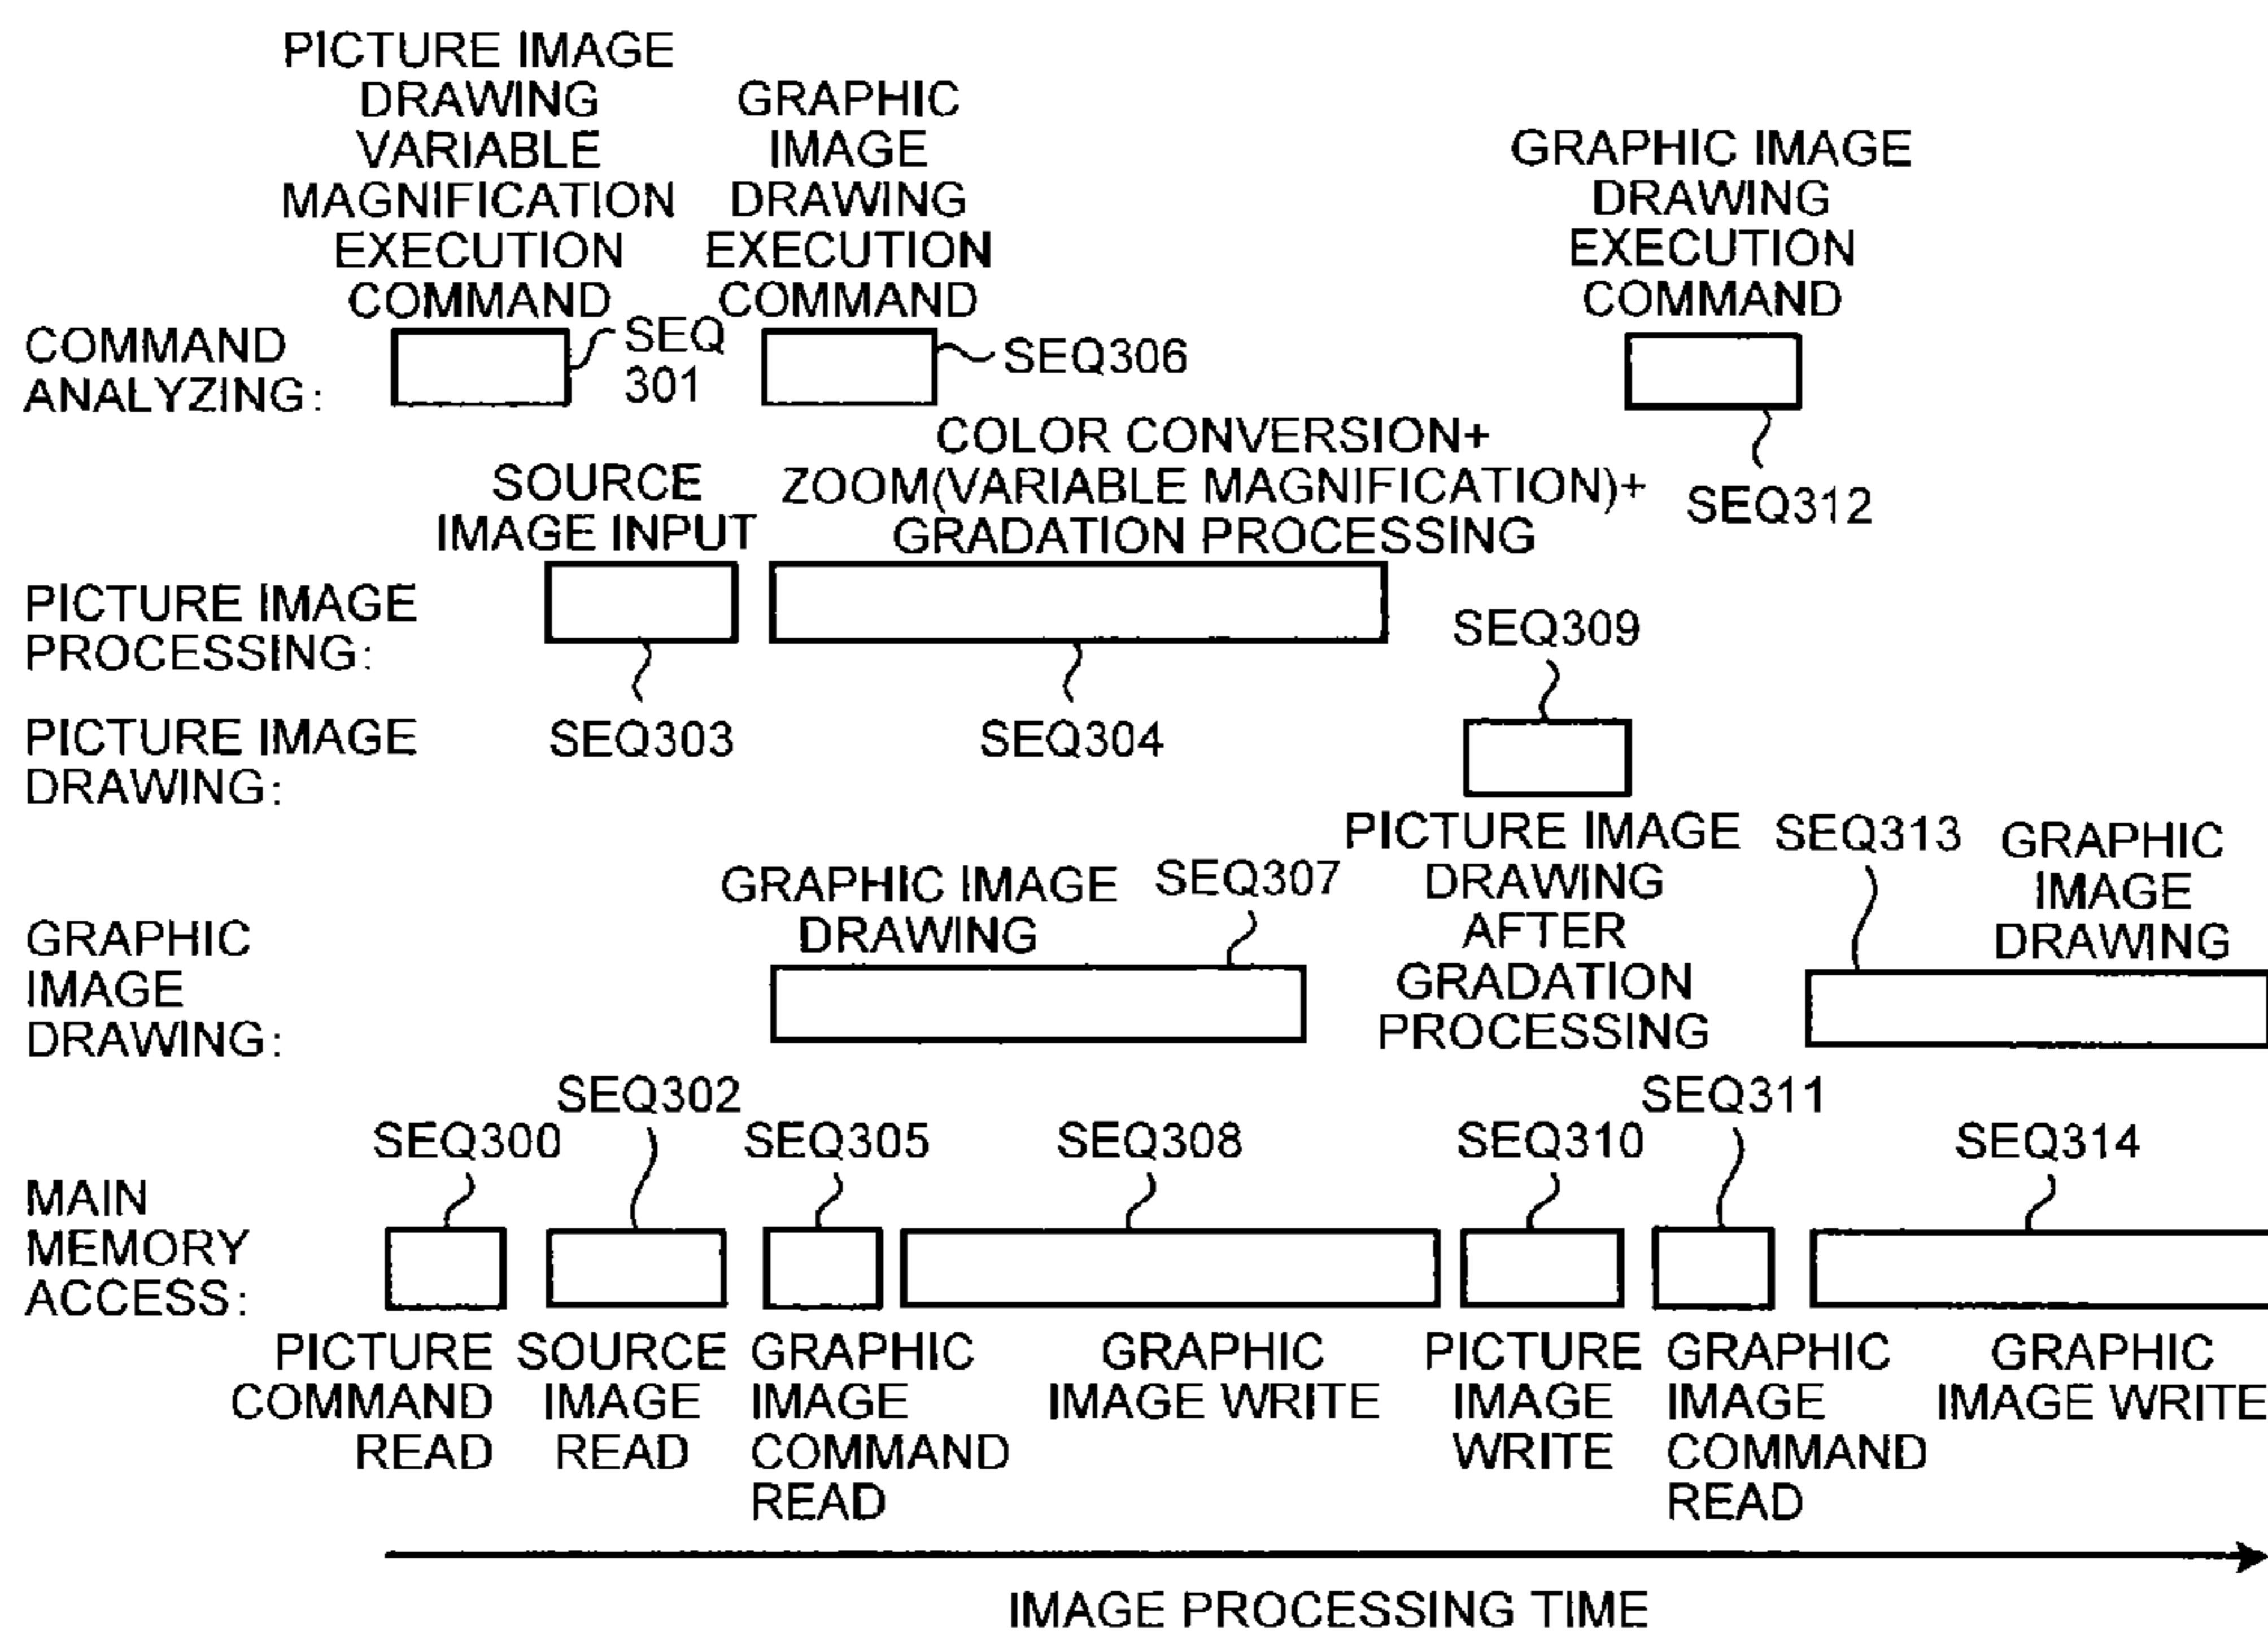 PICTURE IMAGE
DRAWING
VARIABLE
MAGNIFICATION
EXECUTION
COMMAND
GRAPHIC
IMAGE
DRAWING
EXECUTION
COMMAND
GRAPHIC IMAGE
DRAWING
EXECUTION
COMMAND
COMMAND
ANALYZING:
SEQ
301
SEQ306
SEQ312
SOURCE
IMAGE INPUT
COLOR CONVERSION+
ZOOM(VARIABLE MAGNIFICATION)+
GRADATION PROCESSING
PICTURE IMAGE
PROCESSING:
SEQ303
SEQ304
SEQ309
PICTURE IMAGE
DRAWING:
PICTURE IMAGE
DRAWING
AFTER
GRADATION
PROCESSING
GRAPHIC IMAGE
DRAWING
SEQ307
SEQ313
GRAPHIC
IMAGE
DRAWING
GRAPHIC
IMAGE
DRAWING:
SEQ300
SEQ302
SEQ305
SEQ308
SEQ310
SEQ311
SEQ314
MAIN
MEMORY
ACCESS:
PICTURE
COMMAND
READ
SOURCE
IMAGE
READ
GRAPHIC
IMAGE
COMMAND
READ
GRAPHIC
IMAGE WRITE
PICTURE
IMAGE
WRITE
GRAPHIC
IMAGE
COMMAND
READ
GRAPHIC
IMAGE WRITE
IMAGE PROCESSING TIME